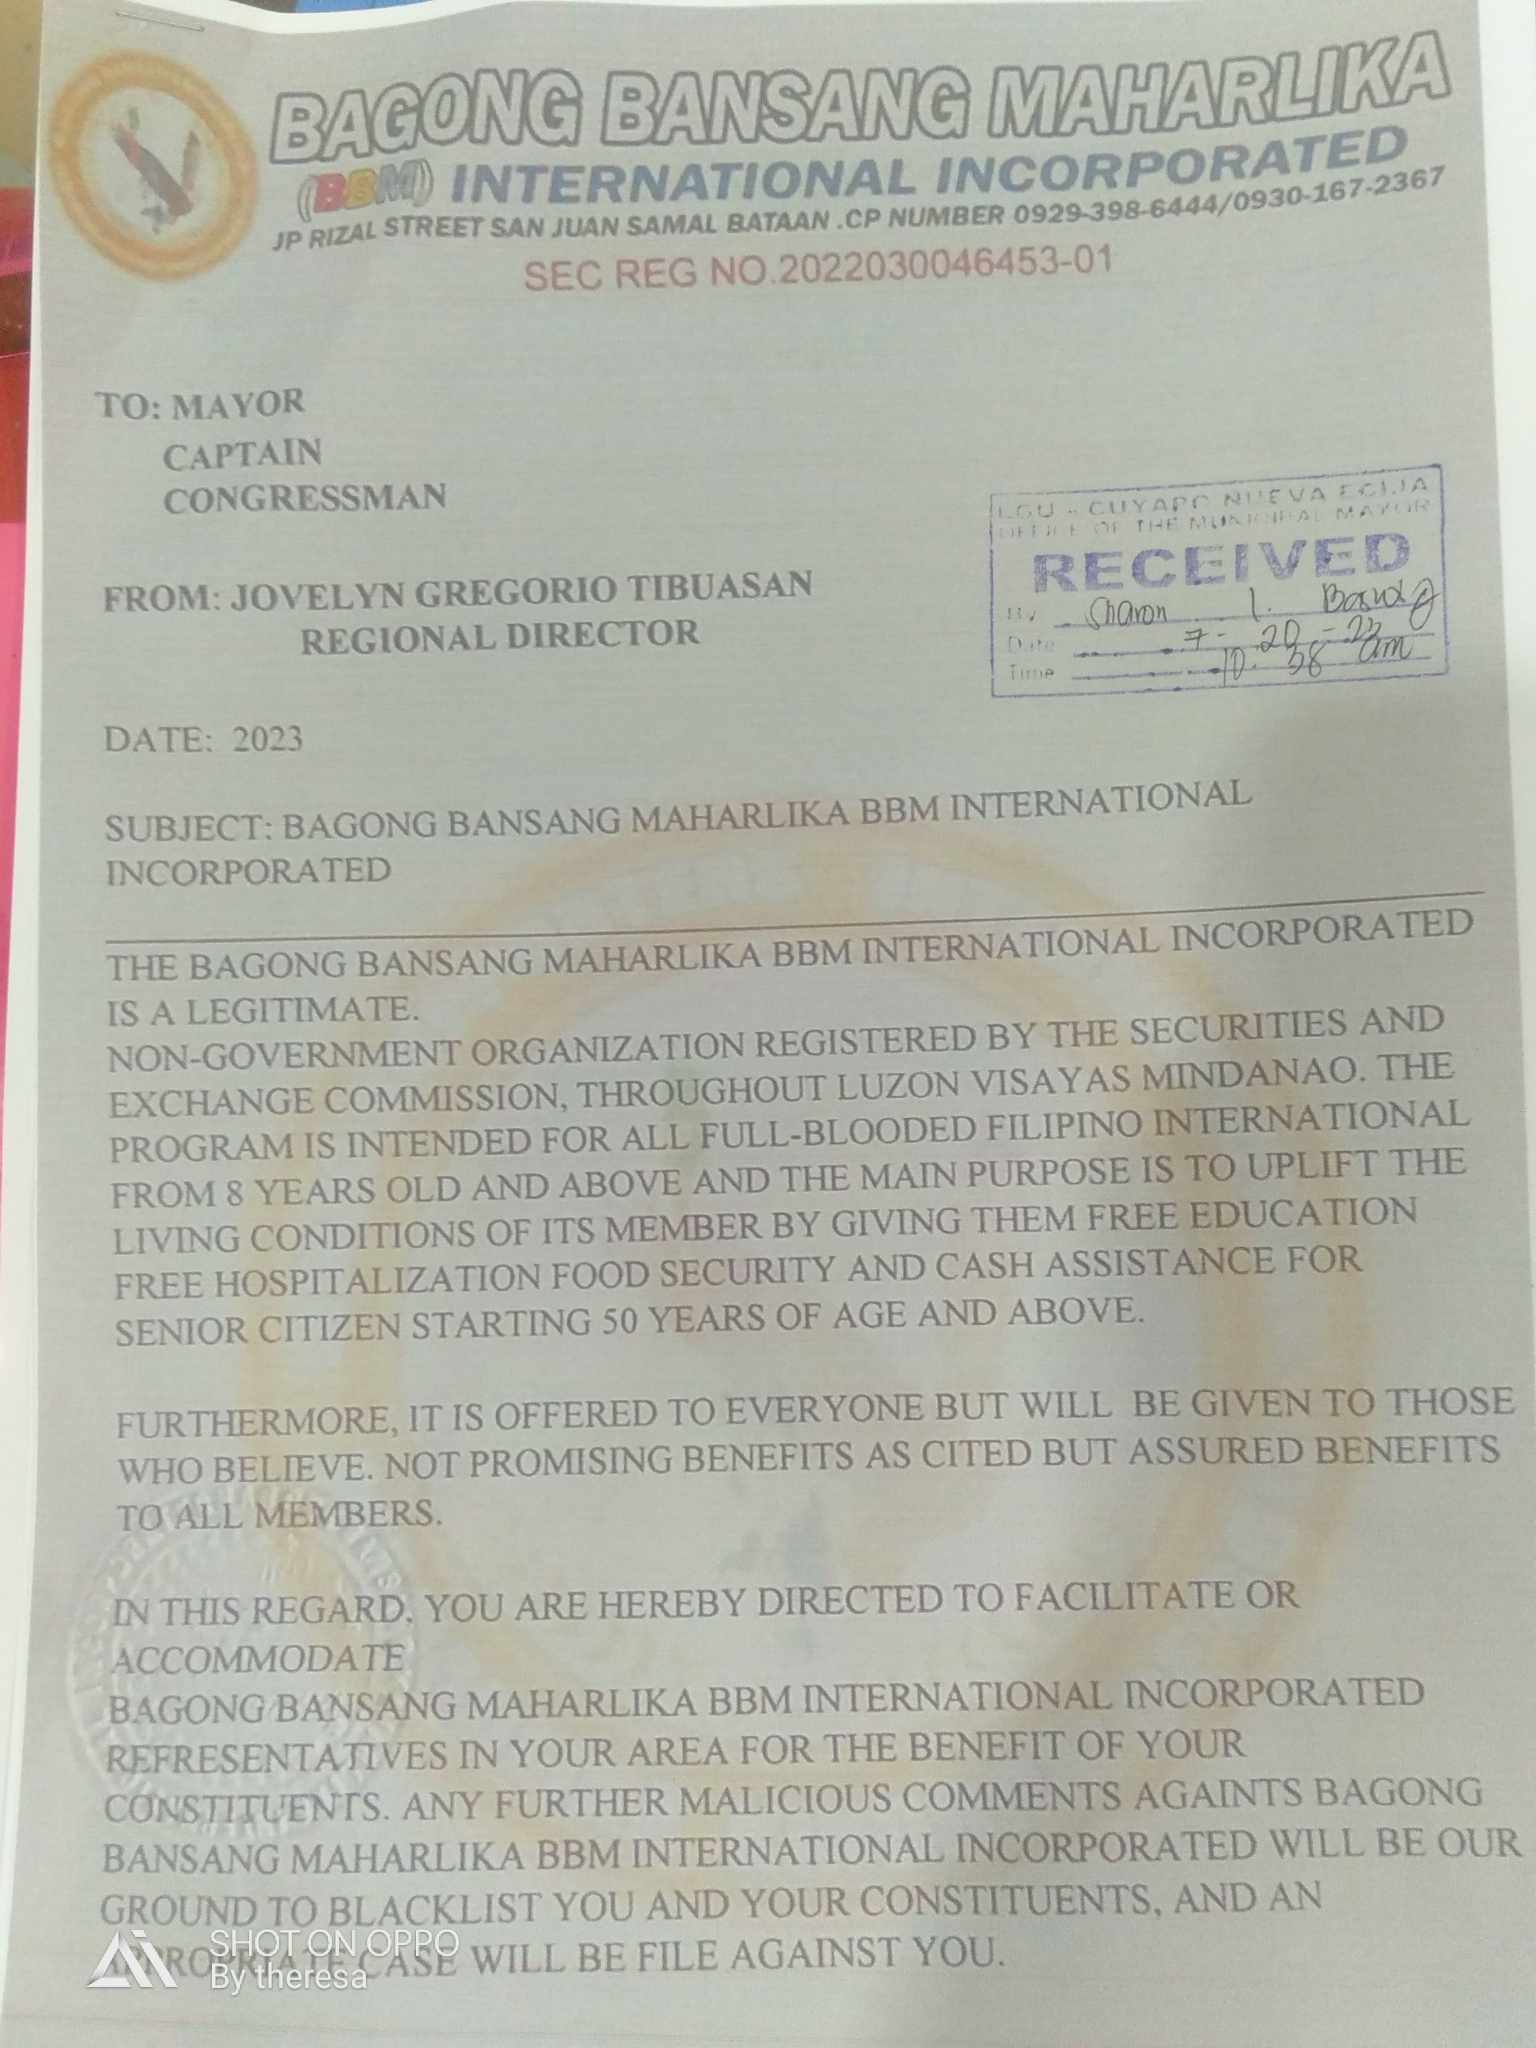 BAGONG BANSANG MAHARLIKA
(BBM) INTERNATIONAL INCORPORATED
JP RIZAL STREET SAN JUAN SAMAL BATAAN .CP NUMBER 0929-398-6444/0930-167-2367
SEC REG NO.2022030046453-01
TO: MAYOR
CAPTAIN
CONGRESSMAN
LGU - CUYAPO NUEVA ECIJA
OFFICE OF THE MUNICIPAL MAYOR
RECEIVED
By Sharon I.
Date 7-20-23
Time 10:38 am
FROM: JOVELYN GREGORIO TIBUASAN
REGIONAL DIRECTOR
DATE: 2023
SUBJECT: BAGONG BANSANG MAHARLIKA BBM INTERNATIONAL
INCORPORATED
THE BAGONG BANSANG MAHARLIKA BBM INTERNATIONAL INCORPORATED
IS A LEGITIMATE.
NON-GOVERNMENT ORGANIZATION REGISTERED BY THE SECURITIES AND
EXCHANGE COMMISSION, THROUGHOUT LUZON VISAYAS MINDANAO. THE
PROGRAM IS INTENDED FOR ALL FULL-BLOODED FILIPINO INTERNATIONAL
FROM 8 YEARS OLD AND ABOVE AND THE MAIN PURPOSE IS TO UPLIFT THE
LIVING CONDITIONS OF ITS MEMBER BY GIVING THEM FREE EDUCATION
FREE HOSPITALIZATION FOOD SECURITY AND CASH ASSISTANCE FOR
SENIOR CITIZEN STARTING 50 YEARS OF AGE AND ABOVE.
FURTHERMORE, IT IS OFFERED TO EVERYONE BUT WILL BE GIVEN TO THOSE
WHO BELIEVE. NOT PROMISING BENEFITS AS CITED BUT ASSURED BENEFITS
TO ALL MEMBERS.
IN THIS REGARD, YOU ARE HEREBY DIRECTED TO FACILITATE OR
ACCOMMODATE
BAGONG BANSANG MAHARLIKA BBM INTERNATIONAL INCORPORATED
REPRESENTATIVES IN YOUR AREA FOR THE BENEFIT OF YOUR
CONSTITUENTS. ANY FURTHER MALICIOUS COMMENTS AGAINTS BAGONG
BANSANG MAHARLIKA BBM INTERNATIONAL INCORPORATED WILL BE OUR
GROUND TO BLACKLIST YOU AND YOUR CONSTITUENTS, AND AN
APPROPRIATE CASE WILL BE FILE AGAINST YOU.
SHOT ON OPPO
By theresa